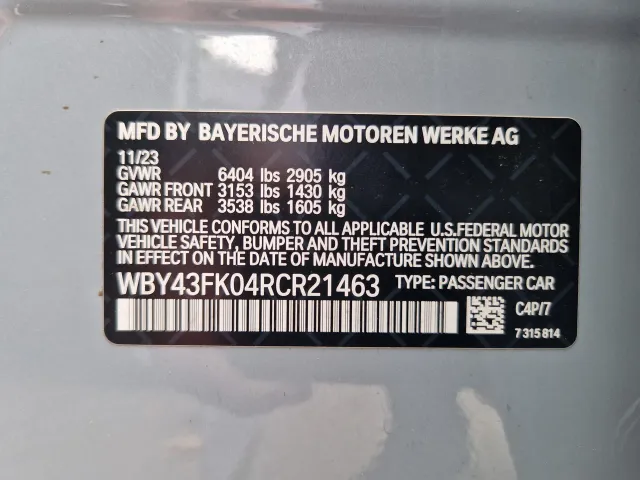 MFD BY BAYERISCHE MOTOREN WERKE AG
11/23
GVWR 6404 lbs 2905 kg
GAWR FRONT 3153 lbs 1430 kg
GAWR REAR 3538 lbs 1605 kg
THIS VEHICLE CONFORMS TO ALL APPLICABLE U.S.FEDERAL MOTOR
VEHICLE SAFETY, BUMPER AND THEFT PREVENTION STANDARDS
IN EFFECT ON THE DATE OF MANUFACTURE SHOWN ABOVE.
WBY43FK04RCR21463 TYPE: PASSENGER CAR
C4P/7
7 315 814